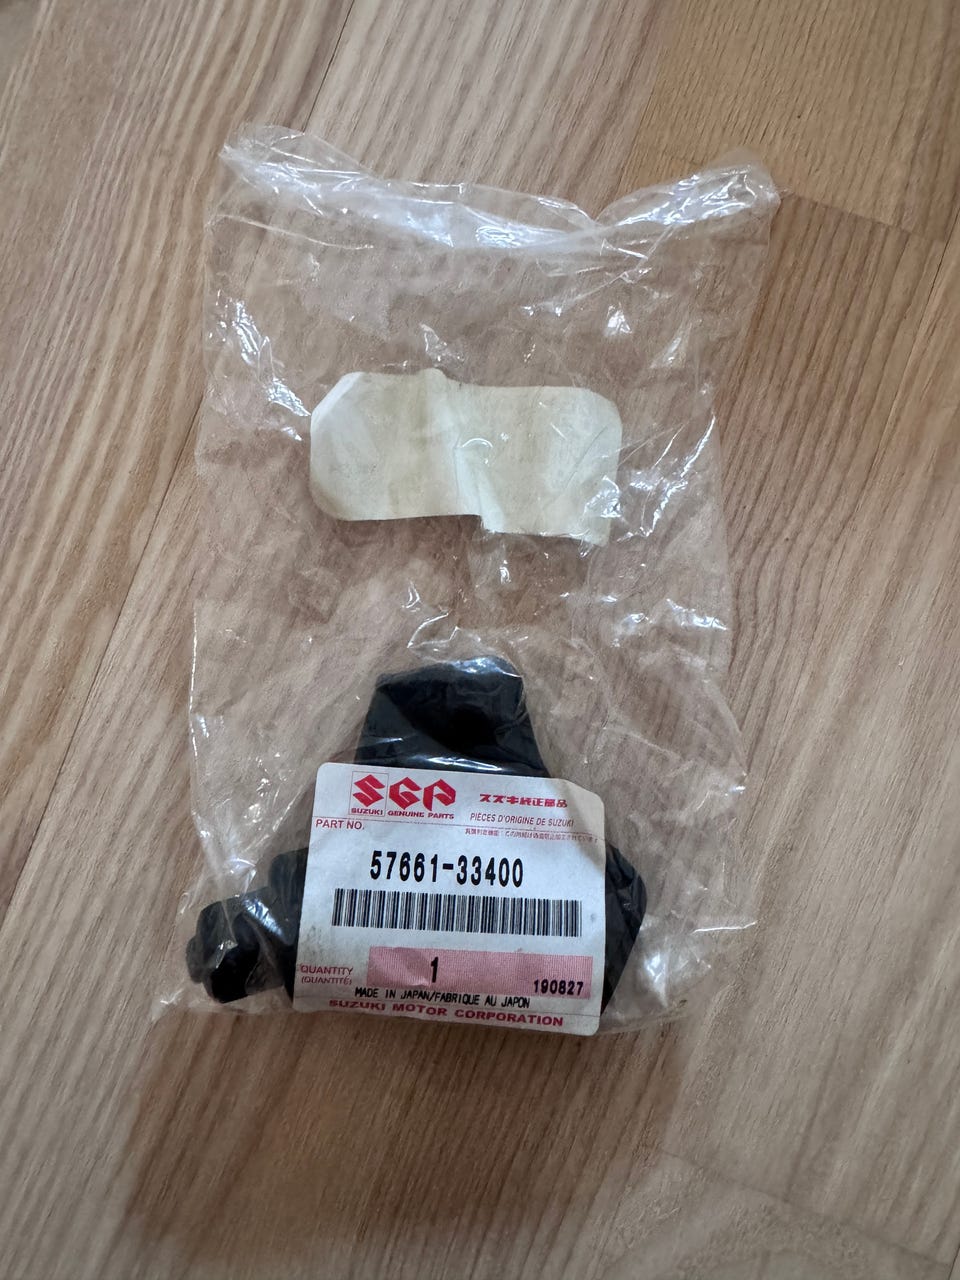 SGP
SUZUKI GENUINE PARTS
スズキ純正部品
PIÈCES D'ORIGINE DE SUZUKI
PART NO.
57661-33400
QUANTITY
(QUANTITÉ)
1
190827
MADE IN JAPAN/FABRIQUE AU JAPON
SUZUKI MOTOR CORPORATION